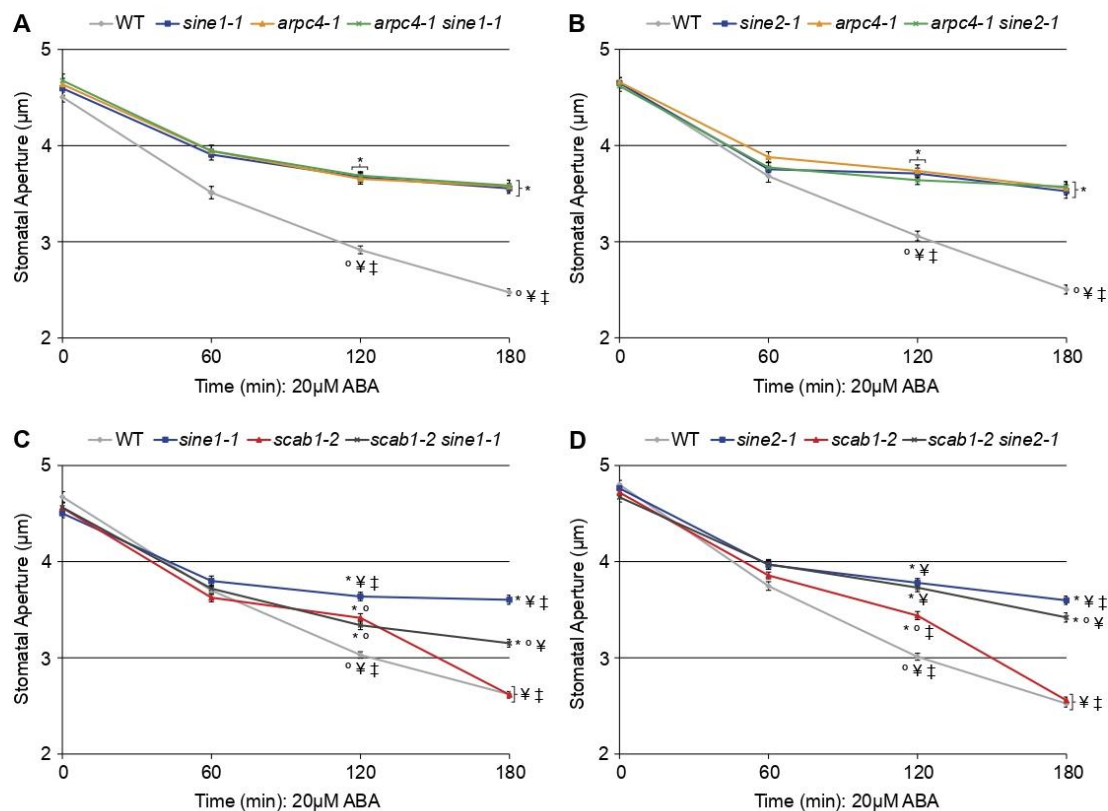 A
WT sine1-1 arpc4-1 arpc4-1 sine1-1
Stomatal Aperture (µm)
5
4
3
2
*
*
º ¥ ‡
º ¥ ‡
0 60 120 180
Time (min): 20µM ABA
B
WT sine2-1 arpc4-1 arpc4-1 sine2-1
Stomatal Aperture (µm)
5
4
3
2
*
*
º ¥ ‡
º ¥ ‡
0 60 120 180
Time (min): 20µM ABA
C
WT sine1-1 scab1-2 scab1-2 sine1-1
Stomatal Aperture (µm)
5
4
3
2
* ¥ ‡
* ¥ ‡
* º
* º
* º ¥
º ¥ ‡
¥ ‡
0 60 120 180
Time (min): 20µM ABA
D
WT sine2-1 scab1-2 scab1-2 sine2-1
Stomatal Aperture (µm)
5
4
3
2
* ¥
* ¥
* ¥ ‡
* º ¥
* º ‡
º ¥ ‡
¥ ‡
0 60 120 180
Time (min): 20µM ABA